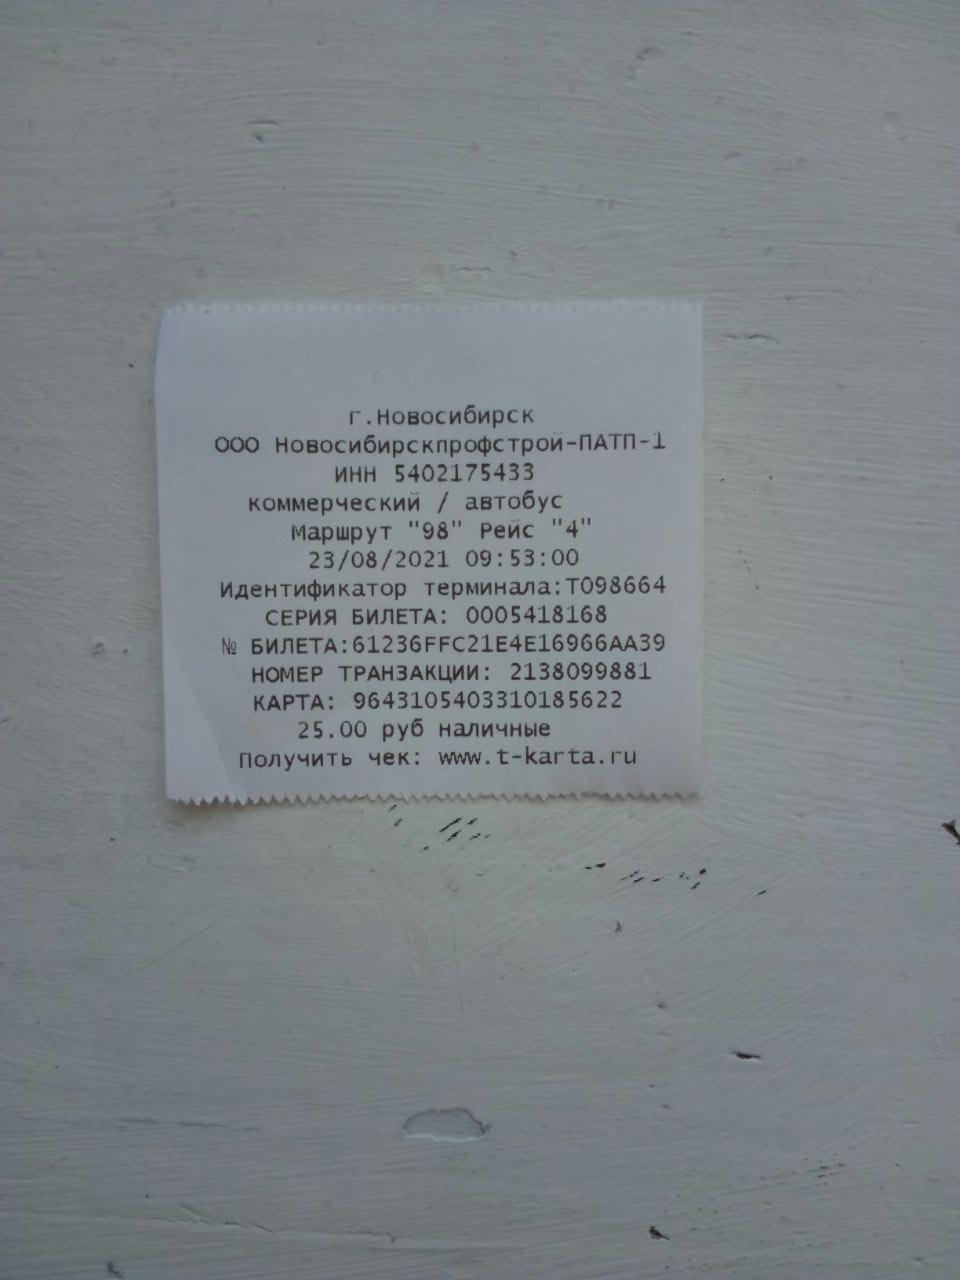 г.Новосибирск
ООО Новосибирскпрофстрой-ПАТП-1
ИНН 5402175433
коммерческий / автобус
Маршрут "98" Рейс "4"
23/08/2021 09:53:00
Идентификатор терминала:Т098664
СЕРИЯ БИЛЕТА: 0005418168
№ БИЛЕТА:61236FFC21E4E16966AA39
НОМЕР ТРАНЗАКЦИИ: 2138099881
КАРТА: 9643105403310185622
25.00 руб наличные
Получить чек: www.t-karta.ru